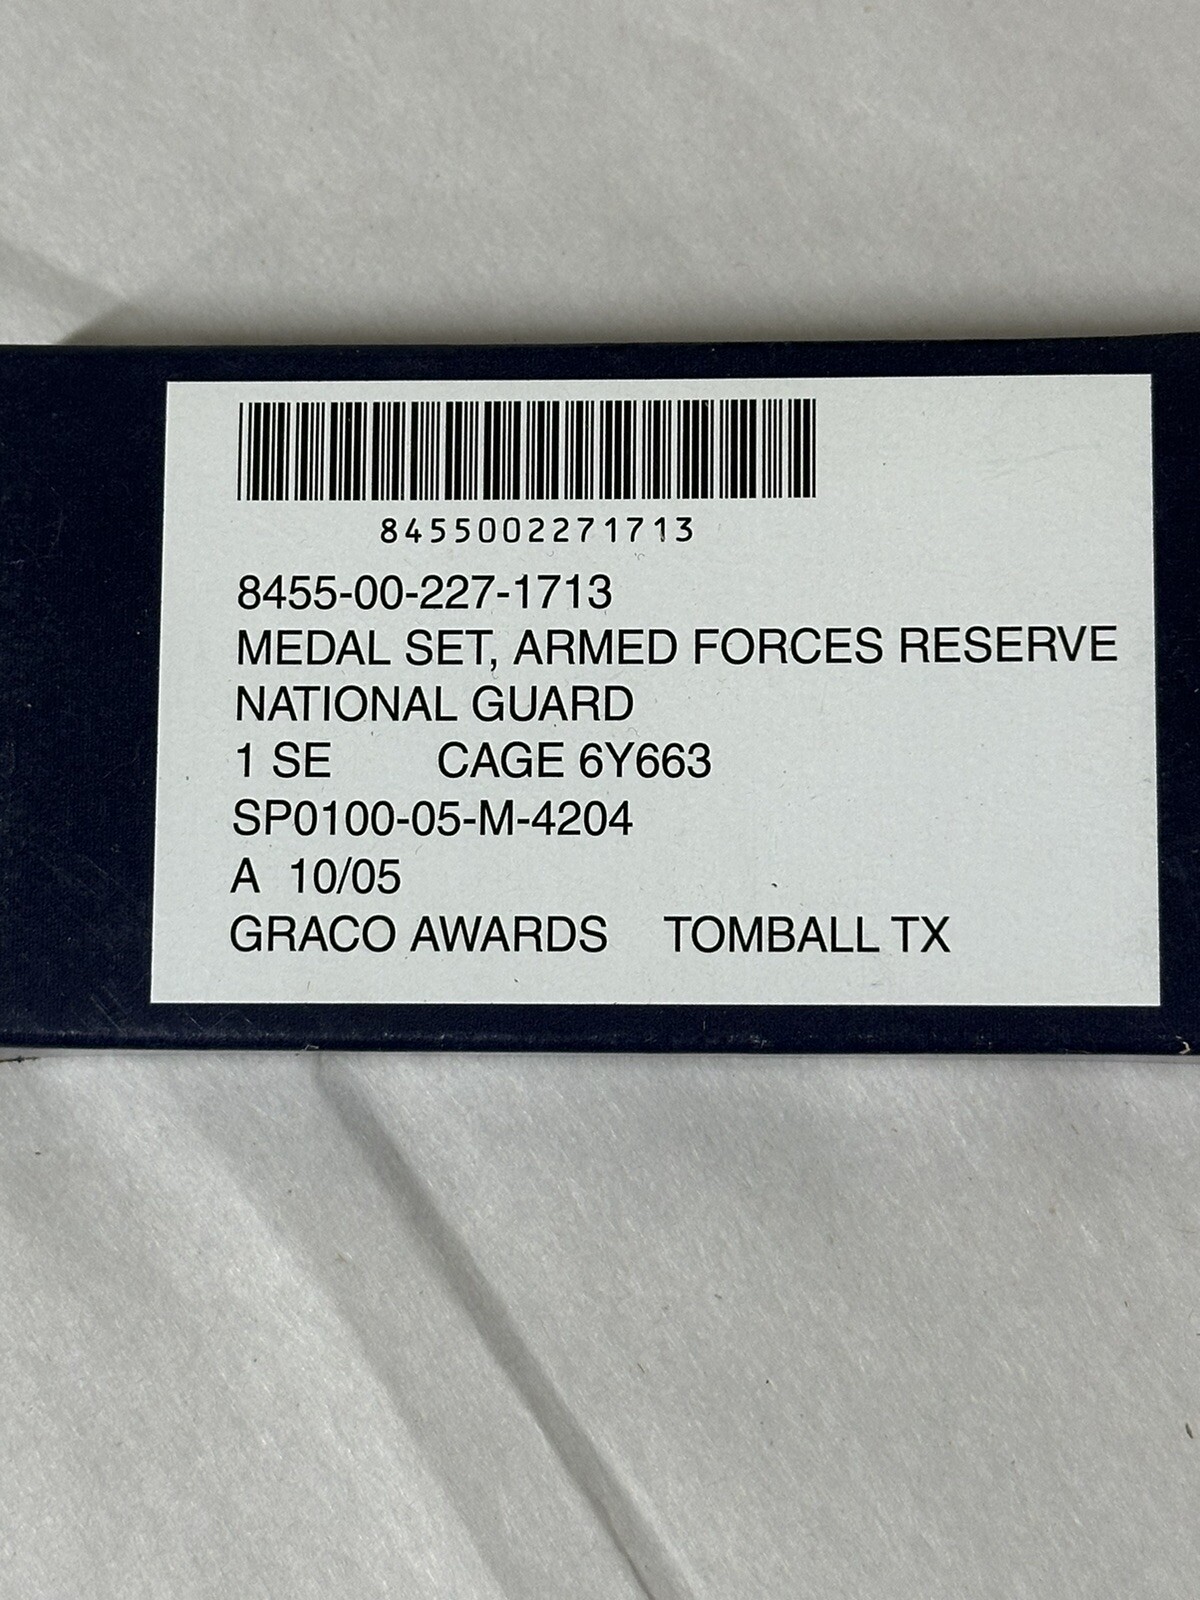 8455002271713
8455-00-227-1713
MEDAL SET, ARMED FORCES RESERVE
NATIONAL GUARD
1 SE CAGE 6Y663
SP0100-05-M-4204
A 10/05
GRACO AWARDS TOMBALL TX